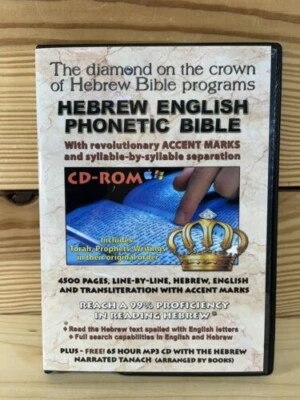 The diamond on the crown
of Hebrew Bible programs
HEBREW ENGLISH
PHONETIC BIBLE
With revolutionary ACCENT MARKS
and syllable-by-syllable separation
CD-ROM
Includes
Torah-Prophets-Writings
in their original order
4500 PAGES, LINE-BY-LINE, HEBREW, ENGLISH
AND TRANSLITERATION WITH ACCENT MARKS
REACH A 99% PROFICIENCY
IN READING HEBREW
Read the Hebrew text spelled with English letters
Full search capabilities in English and Hebrew
PLUS - FREE! 65 HOUR MP3 CD WITH THE HEBREW
NARRATED TANACH (ARRANGED BY BOOKS)